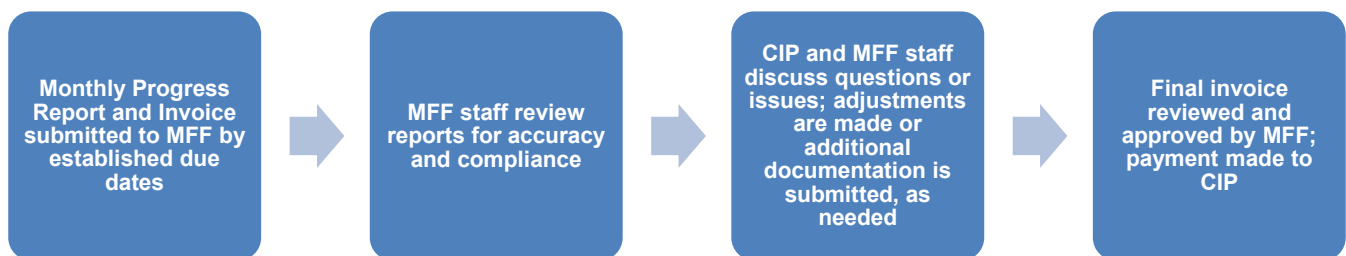 Monthly Progress
Report and Invoice
submitted to MFF by
established due
dates
MFF staff review
reports for accuracy
and compliance
CIP and MFF staff
discuss questions or
issues; adjustments
are made or
additional
documentation is
submitted, as
needed
Final invoice
reviewed and
approved by MFF;
payment made to
CIP